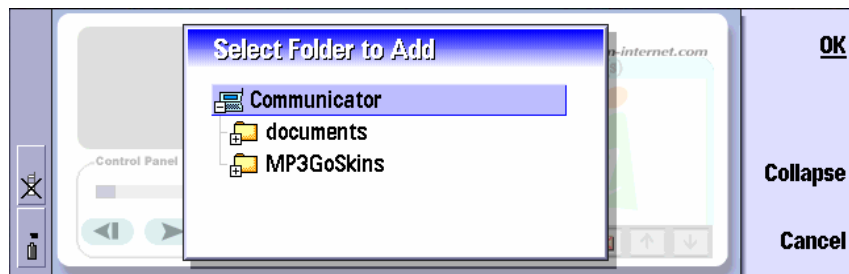 Select Folder to Add
n-internet.com
s)
OK
Communicator
documents
MP3GoSkins
Control Panel
Collapse
Cancel